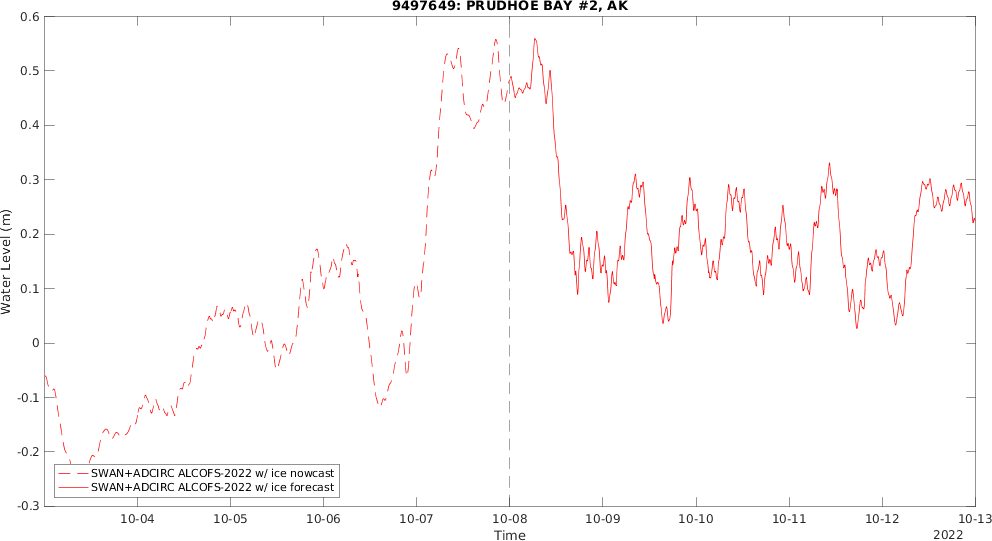 9497649: PRUDHOE BAY #2, AK
0.6
0.5
0.4
0.3
0.2
0.1
0
-0.1
-0.2
-0.3
Water Level (m)
SWAN+ADCIRC ALCOFS-2022 w/ ice nowcast
SWAN+ADCIRC ALCOFS-2022 w/ ice forecast
10-04 10-05 10-06 10-07 10-08 10-09 10-10 10-11 10-12 10-13
Time 2022